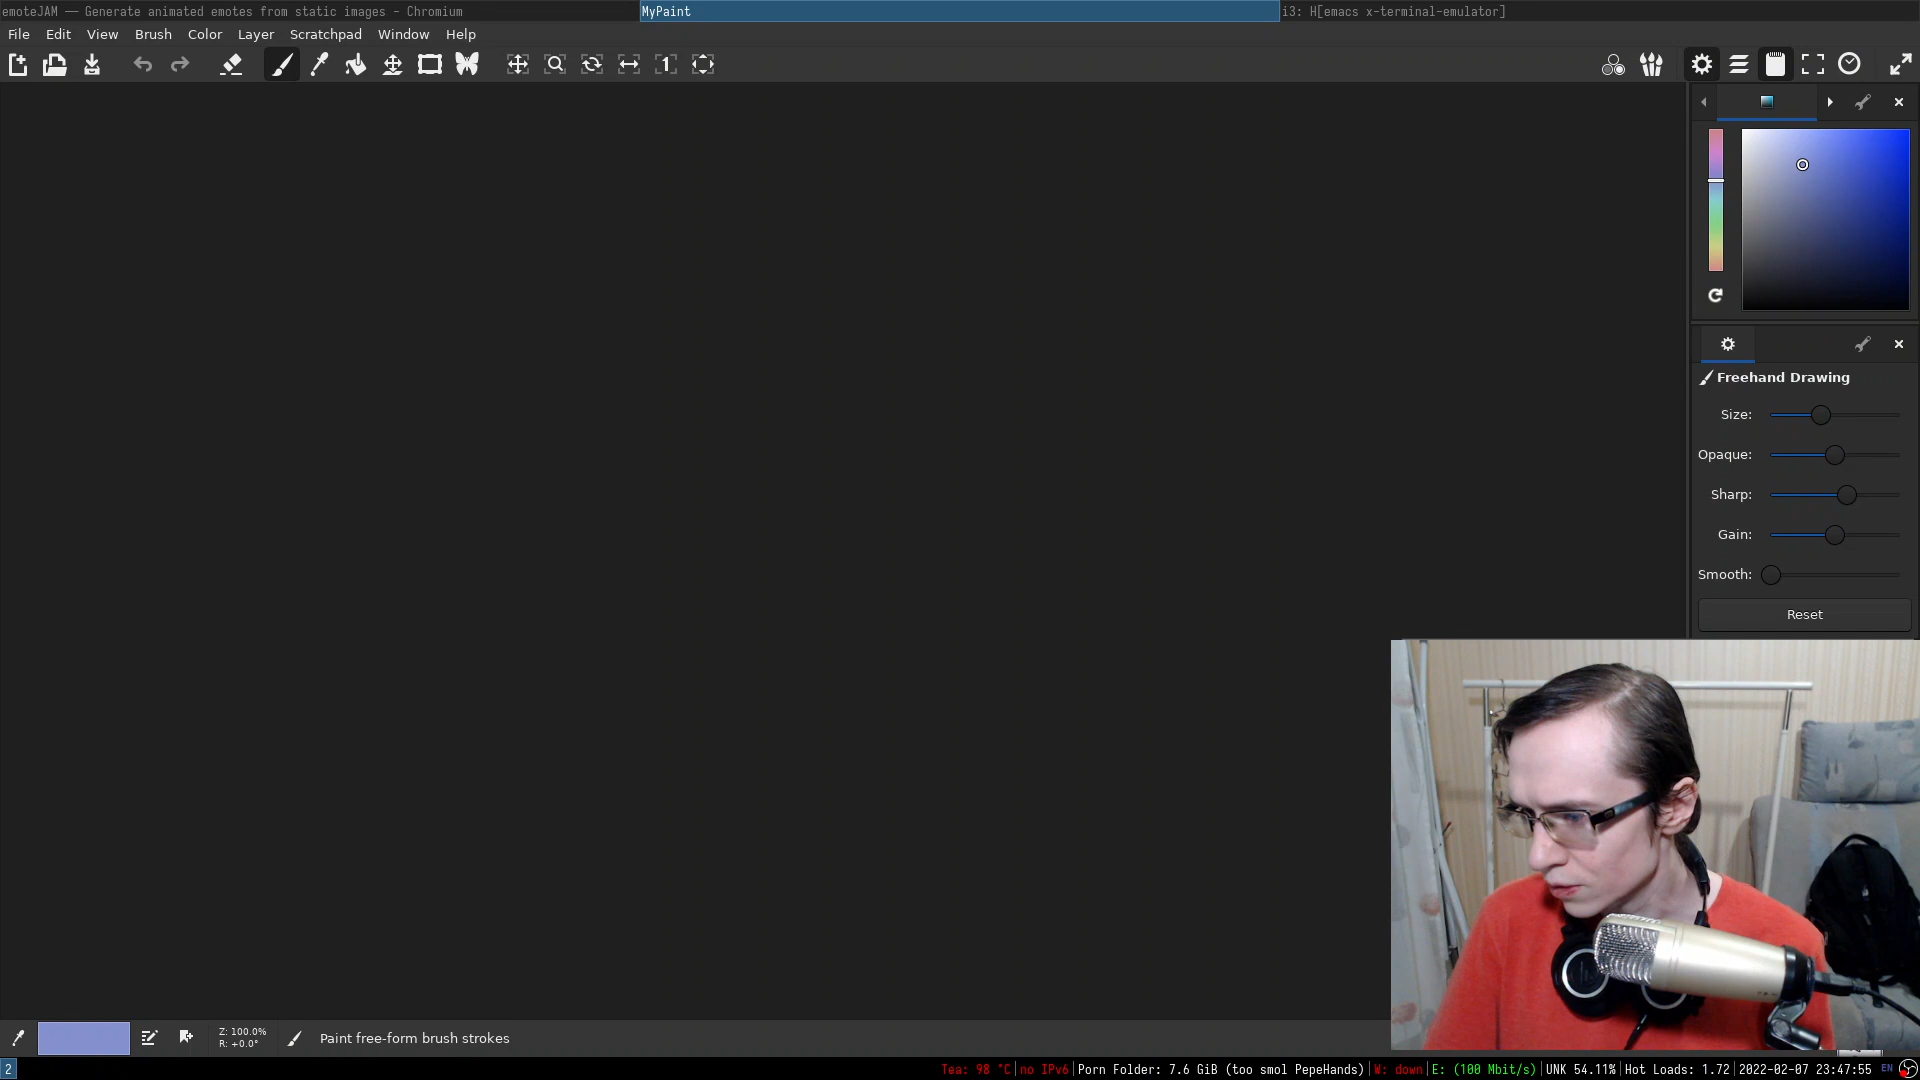 emoteJAM — Generate animated emotes from static images - Chromium
MyPaint
i3: H[emacs x-terminal-emulator]
File Edit View Brush Color Layer Scratchpad Window Help
1
Freehand Drawing
Size:
Opaque:
Sharp:
Gain:
Smooth:
Reset
Z: 100.0%
R: +0.0°
Paint free-form brush strokes
2
Tea: 98 °C|no IPv6|Porn Folder: 7.6 GiB (too smol PepeHands)|W: down|E: (100 Mbit/s)|UNK 54.11%|Hot Loads: 1.72|2022-02-07 23:47:55 EN